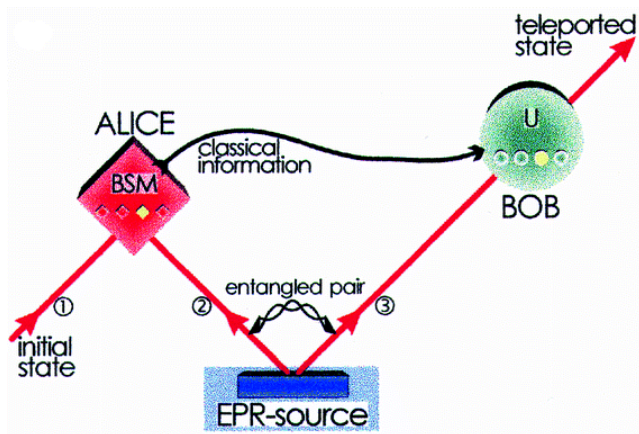 teleported
state
ALICE
U
classical
information
BSM
BOB
entangled pair
①
②
③
initial
state
EPR-source